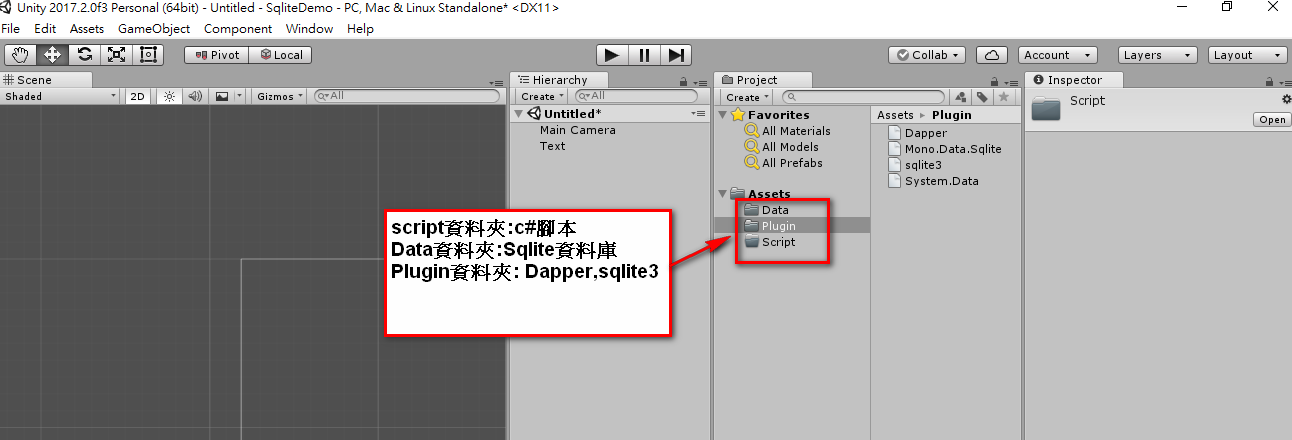 Unity 2017.2.0f3 Personal (64bit) - Untitled - SqliteDemo - PC, Mac & Linux Standalone* <DX11>
File Edit Assets GameObject Component Window Help
Pivot Local Collab Account Layers Layout
Scene Hierarchy Project Inspector
Shaded 2D Gizmos All Create All Create Script
Open
Untitled*
Main Camera
Text
Favorites
All Materials
All Models
All Prefabs
Assets
Data
Plugin
Script
Assets Plugin
Dapper
Mono.Data.Sqlite
sqlite3
System.Data
script資料夾:c#腳本
Data資料夾:Sqlite資料庫
Plugin資料夾: Dapper,sqlite3